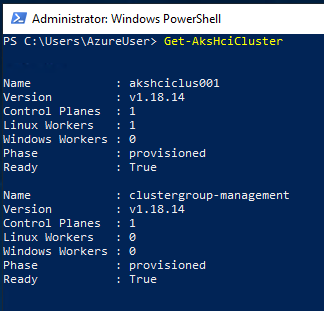 Administrator: Windows PowerShell
PS C:\Users\AzureUser> Get-AksHciCluster
Name           : akshciclus001
Version        : v1.18.14
Control Planes : 1
Linux Workers  : 1
Windows Workers : 0
Phase          : provisioned
Ready          : True
Name           : clustergroup-management
Version        : v1.18.14
Control Planes : 1
Linux Workers  : 0
Windows Workers : 0
Phase          : provisioned
Ready          : True